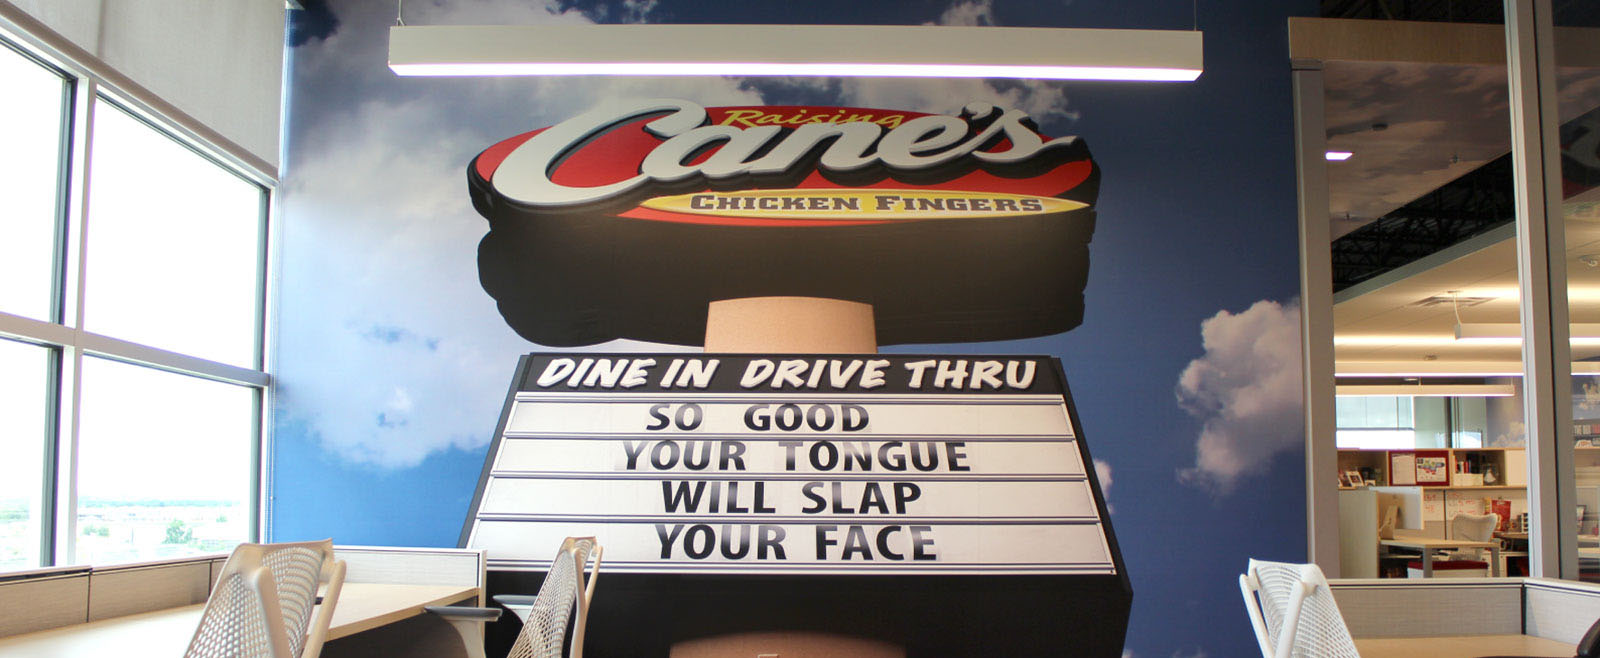 Raising
Cane's
CHICKEN FINGERS
DINE IN DRIVE THRU
SO GOOD
YOUR TONGUE
WILL SLAP
YOUR FACE